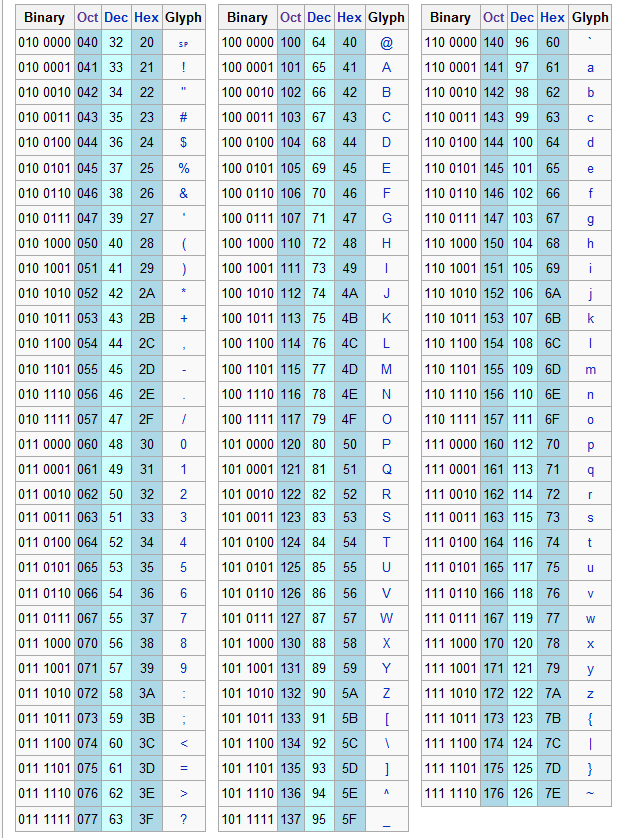 Binary Oct Dec Hex Glyph Binary Oct Dec Hex Glyph Binary Oct Dec Hex Glyph
010 0000 040 32 20 SP 100 0000 100 64 40 @ 110 0000 140 96 60 `
010 0001 041 33 21 ! 100 0001 101 65 41 A 110 0001 141 97 61 a
010 0010 042 34 22 " 100 0010 102 66 42 B 110 0010 142 98 62 b
010 0011 043 35 23 # 100 0011 103 67 43 C 110 0011 143 99 63 c
010 0100 044 36 24 $ 100 0100 104 68 44 D 110 0100 144 100 64 d
010 0101 045 37 25 % 100 0101 105 69 45 E 110 0101 145 101 65 e
010 0110 046 38 26 & 100 0110 106 70 46 F 110 0110 146 102 66 f
010 0111 047 39 27 ' 100 0111 107 71 47 G 110 0111 147 103 67 g
010 1000 050 40 28 ( 100 1000 110 72 48 H 110 1000 150 104 68 h
010 1001 051 41 29 ) 100 1001 111 73 49 I 110 1001 151 105 69 i
010 1010 052 42 2A * 100 1010 112 74 4A J 110 1010 152 106 6A j
010 1011 053 43 2B + 100 1011 113 75 4B K 110 1011 153 107 6B k
010 1100 054 44 2C , 100 1100 114 76 4C L 110 1100 154 108 6C l
010 1101 055 45 2D - 100 1101 115 77 4D M 110 1101 155 109 6D m
010 1110 056 46 2E . 100 1110 116 78 4E N 110 1110 156 110 6E n
010 1111 057 47 2F / 100 1111 117 79 4F O 110 1111 157 111 6F o
011 0000 060 48 30 0 101 0000 120 80 50 P 111 0000 160 112 70 p
011 0001 061 49 31 1 101 0001 121 81 51 Q 111 0001 161 113 71 q
011 0010 062 50 32 2 101 0010 122 82 52 R 111 0010 162 114 72 r
011 0011 063 51 33 3 101 0011 123 83 53 S 111 0011 163 115 73 s
011 0100 064 52 34 4 101 0100 124 84 54 T 111 0100 164 116 74 t
011 0101 065 53 35 5 101 0101 125 85 55 U 111 0101 165 117 75 u
011 0110 066 54 36 6 101 0110 126 86 56 V 111 0110 166 118 76 v
011 0111 067 55 37 7 101 0111 127 87 57 W 111 0111 167 119 77 w
011 1000 070 56 38 8 101 1000 130 88 58 X 111 1000 170 120 78 x
011 1001 071 57 39 9 101 1001 131 89 59 Y 111 1001 171 121 79 y
011 1010 072 58 3A : 101 1010 132 90 5A Z 111 1010 172 122 7A z
011 1011 073 59 3B ; 101 1011 133 91 5B [ 111 1011 173 123 7B {
011 1100 074 60 3C < 101 1100 134 92 5C \ 111 1100 174 124 7C |
011 1101 075 61 3D = 101 1101 135 93 5D ] 111 1101 175 125 7D }
011 1110 076 62 3E > 101 1110 136 94 5E ^ 111 1110 176 126 7E ~
011 1111 077 63 3F ? 101 1111 137 95 5F _